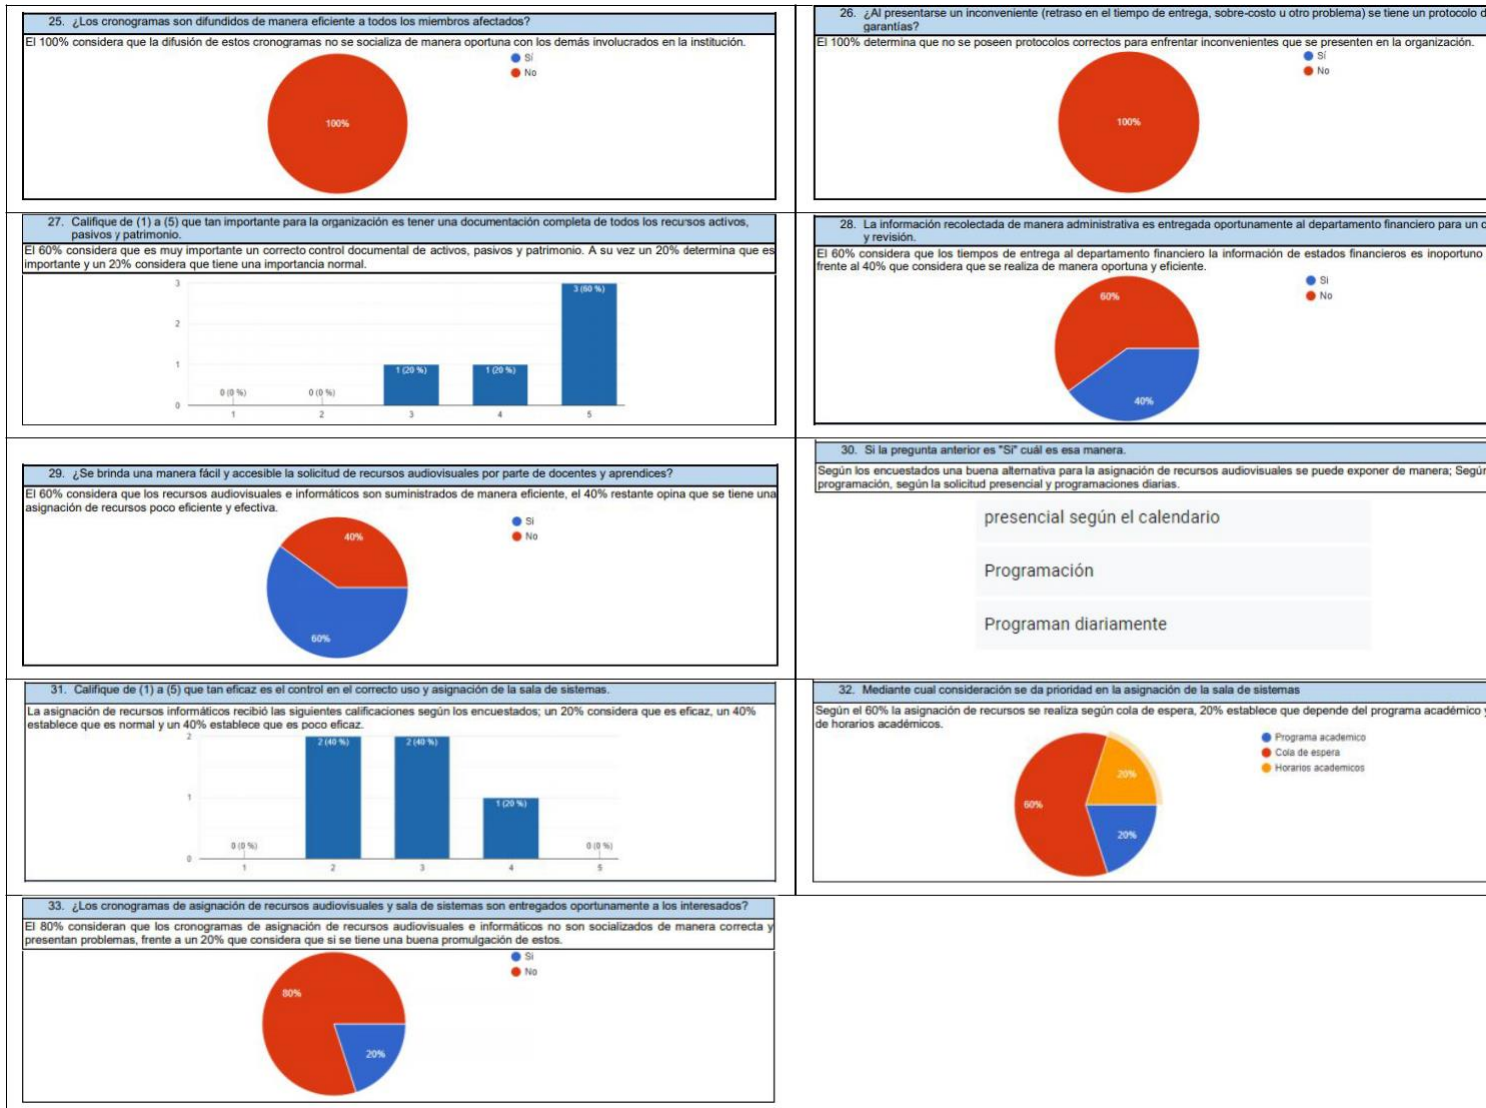 25. ¿Los cronogramas son difundidos de manera eficiente a todos los miembros afectados?
El 100% considera que la difusión de estos cronogramas no se socializa de manera oportuna con los demás involucrados en la institución.
Sí
No
100%
26. ¿Al presentarse un inconveniente (retraso en el tiempo de entrega, sobre-costo u otro problema) se tiene un protocolo
garantías?
El 100% determina que no se poseen protocolos correctos para enfrentar inconvenientes que se presenten en la organización.
Sí
No
100%
27. Califique de (1) a (5) que tan importante para la organización es tener una documentación completa de todos los recursos activos,
pasivos y patrimonio.
El 60% considera que es muy importante un correcto control documental de activos, pasivos y patrimonio. A su vez un 20% determina que es
importante y un 20% considera que tiene una importancia normal.
3
3 (60 %)
2
1
1 (20 %) 1 (20 %)
0 (0 %) 0 (0 %)
0
1 2 3 4 5
28. La información recolectada de manera administrativa es entregada oportunamente al departamento financiero para un
y revisión.
El 60% considera que los tiempos de entrega al departamento financiero la información de estados financieros es inoportuno
frente al 40% que considera que se realiza de manera oportuna y eficiente.
Si
No
60%
40%
29. ¿Se brinda una manera fácil y accesible la solicitud de recursos audiovisuales por parte de docentes y aprendices?
El 60% considera que los recursos audiovisuales e informáticos son suministrados de manera eficiente, el 40% restante opina que se tiene una
asignación de recursos poco eficiente y efectiva.
Si
No
40%
60%
30. Si la pregunta anterior es "Si" cuál es esa manera.
Según los encuestados una buena alternativa para la asignación de recursos audiovisuales se puede exponer de manera; Según
programación, según la solicitud presencial y programaciones diarias.
presencial según el calendario
Programación
Programan diariamente
31. Califique de (1) a (5) que tan eficaz es el control en el correcto uso y asignación de la sala de sistemas.
La asignación de recursos informáticos recibió las siguientes calificaciones según los encuestados; un 20% considera que es eficaz, un 40%
establece que es normal y un 40% establece que es poco eficaz.
2
2 (40 %) 2 (40 %)
1
1 (20 %)
0 (0 %) 0 (0 %)
0
1 2 3 4 5
32. Mediante cual consideración se da prioridad en la asignación de la sala de sistemas
Según el 60% la asignación de recursos se realiza según cola de espera, 20% establece que depende del programa académico y
de horarios académicos.
Programa academico
Cola de espera
Horarios academicos
20%
60%
20%
33. ¿Los cronogramas de asignación de recursos audiovisuales y sala de sistemas son entregados oportunamente a los interesados?
El 80% consideran que los cronogramas de asignación de recursos audiovisuales e informáticos no son socializados de manera correcta y
presentan problemas, frente a un 20% que considera que si se tiene una buena promulgación de estos.
Si
No
80%
20%